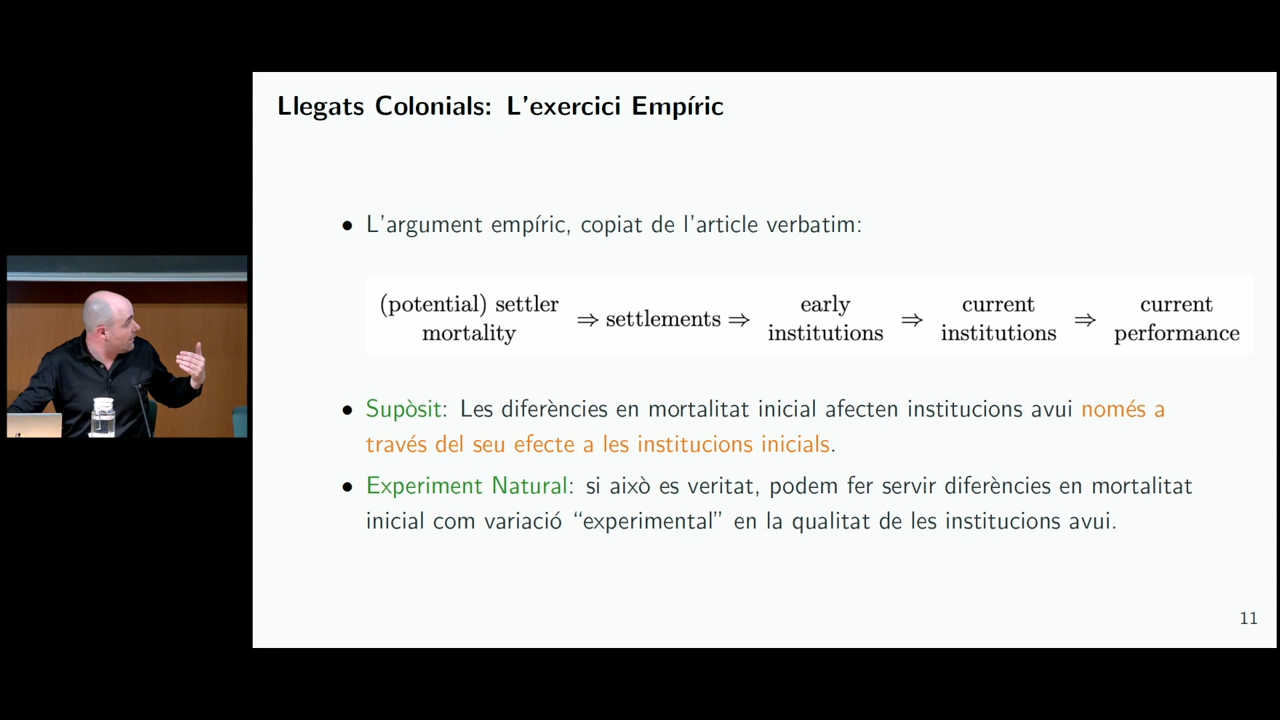 Llegats Colonials: L'exercici Empíric
• L'argument empíric, copiat de l'article verbatim:
(potential) settler mortality ⇒ settlements ⇒ early institutions ⇒ current institutions ⇒ current performance
• Supòsit: Les diferències en mortalitat inicial afecten institucions avui només a
través del seu efecte a les institucions inicials.
• Experiment Natural: si això es veritat, podem fer servir diferències en mortalitat
inicial com variació “experimental” en la qualitat de les institucions avui.
11